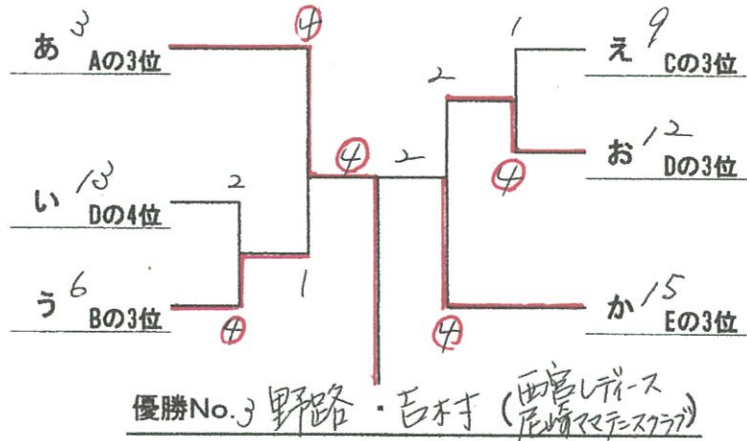 ④
1
あ 3 Aの3位
え 9 Cの3位
2
④ 2
お 12 Dの3位
④
い 13 Dの4位
2
う 6 Bの3位
④
1
か 15 Eの3位
④
優勝No.3 野路・吉村 (西宮レディース
尼崎ママテニスクラブ)